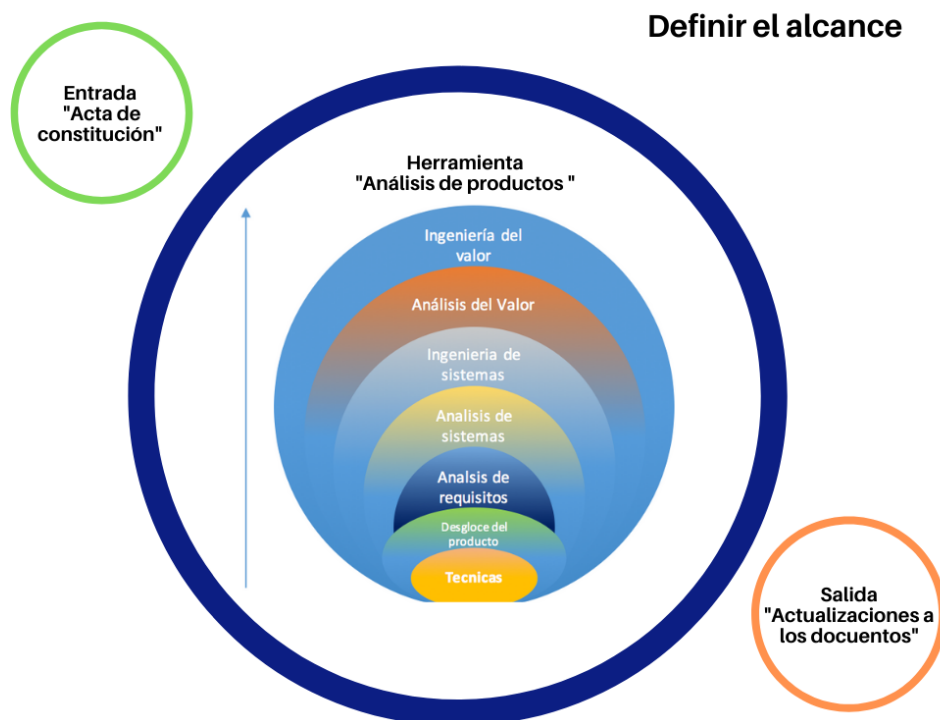 Definir el alcance
Entrada
"Acta de
constitución"
Herramienta
"Análisis de productos "
Ingeniería del
valor
Análisis del Valor
Ingenieria de
sistemas
Analisis de
sistemas
Analsis de
requisitos
Desgloce del
producto
Tecnicas
Salida
"Actualizaciones a
los docuentos"